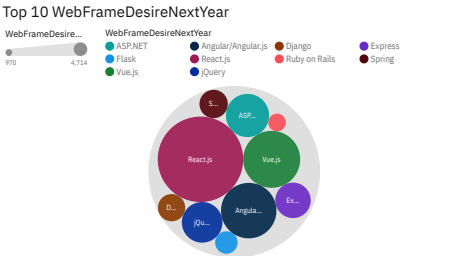 Top 10 WebFrameDesireNextYear
WebFrameDesire...
970 4,714
WebFrameDesireNextYear
ASP.NET Angular/Angular.js Django Express
Flask React.js Ruby on Rails Spring
Vue.js jQuery
S...
ASP...
React.js
Vue.js
D...
Ex...
Angula...
jQu...